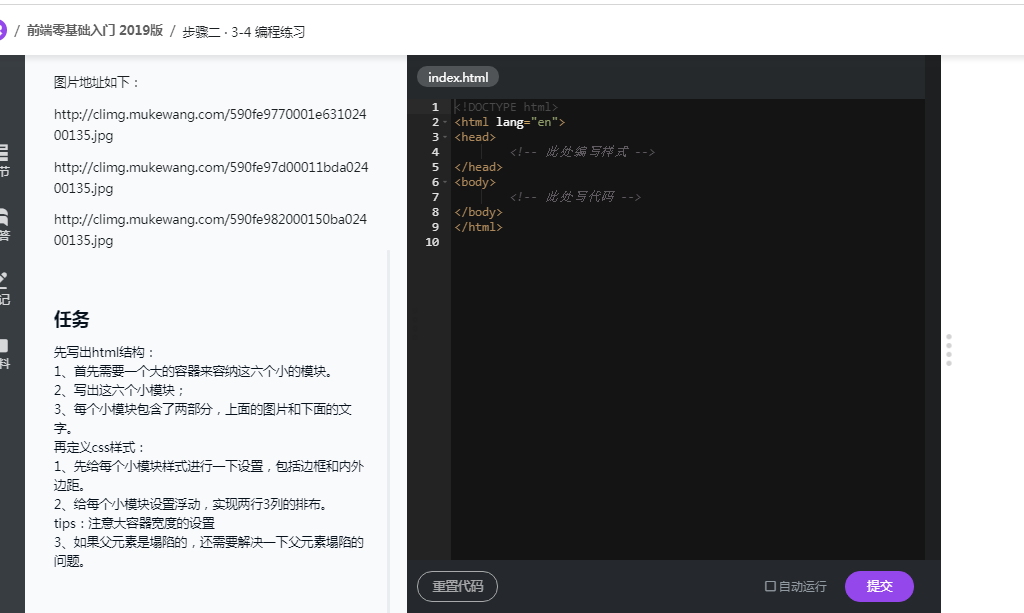 / 前端零基础入门 2019版 / 步骤二 · 3-4 编程练习
节
答
记
料
图片地址如下：
http://climg.mukewang.com/590fe9770001e631024
00135.jpg
http://climg.mukewang.com/590fe97d00011bda024
00135.jpg
http://climg.mukewang.com/590fe982000150ba024
00135.jpg
任务
先写出html结构：
1、首先需要一个大的容器来容纳这六个小的模块。
2、写出这六个小模块；
3、每个小模块包含了两部分，上面的图片和下面的文
字。
再定义css样式：
1、先给每个小模块样式进行一下设置，包括边框和内外
边距。
2、给每个小模块设置浮动，实现两行3列的排布。
tips：注意大容器宽度的设置
3、如果父元素是塌陷的，还需要解决一下父元素塌陷的
问题。
index.html
1 <!DOCTYPE html>
2 <html lang="en">
3 <head>
4 <!-- 此处编写样式 -->
5 </head>
6 <body>
7 <!-- 此处写代码 -->
8 </body>
9 </html>
10
重置代码
自动运行
提交